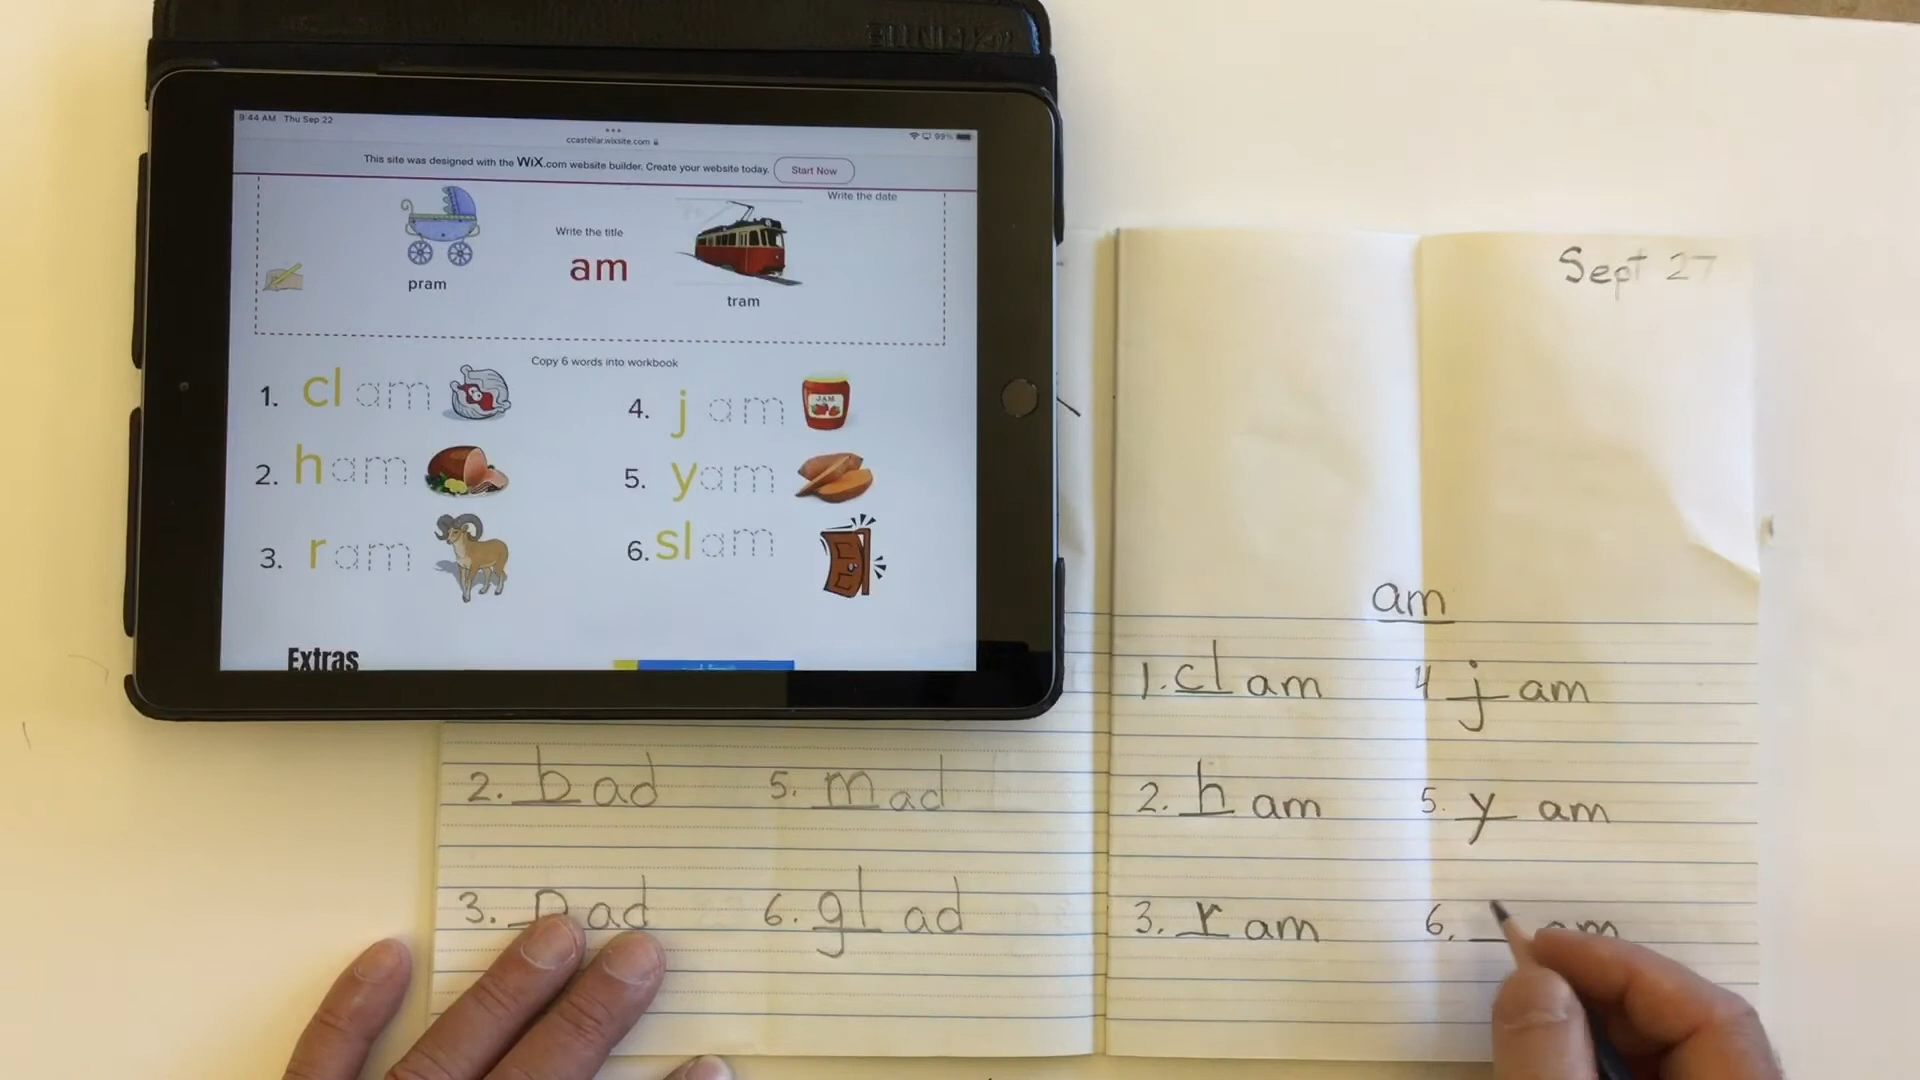 9:44 AM Thu Sep 22
99%
ccastellar.wixsite.com
This site was designed with the WiX.com website builder. Create your website today. Start Now
Write the date
Write the title
am
pram
tram
Copy 6 words into workbook
1. clam
4. jam
JAM
2. ham
5. yam
3. ram
6. slam
Extras
Sept 27
am
1. cl am 4 j am
2. h am 5. y am
3. r am 6. am
2. b ad 5. m ad
3. ad 6. gl ad